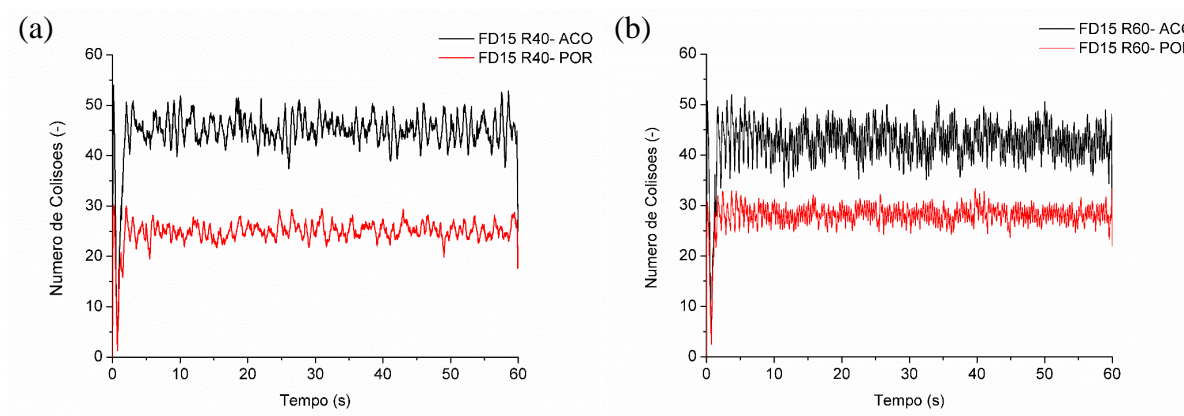 (a)
FD15 R40- ACO
FD15 R40- POR
60
50
40
30
20
10
0
Numero de Colisoes (-)
0 10 20 30 40 50 60
Tempo (s)
(b)
FD15 R60- ACO
FD15 R60- POR
60
50
40
30
20
10
0
Numero de Colisoes (-)
0 10 20 30 40 50 60
Tempo (s)